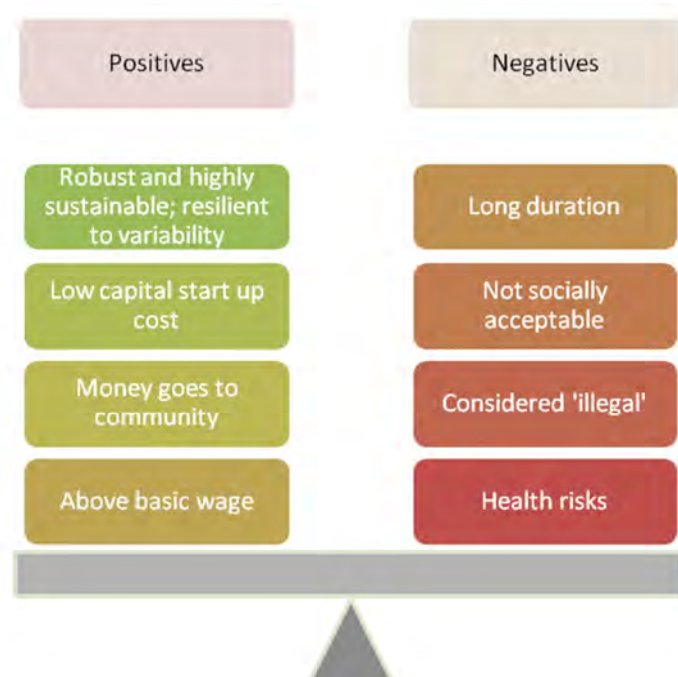 Positives
Negatives
Robust and highly
sustainable; resilient
to variability
Long duration
Low capital start up
cost
Not socially
acceptable
Money goes to
community
Considered 'illegal'
Above basic wage
Health risks